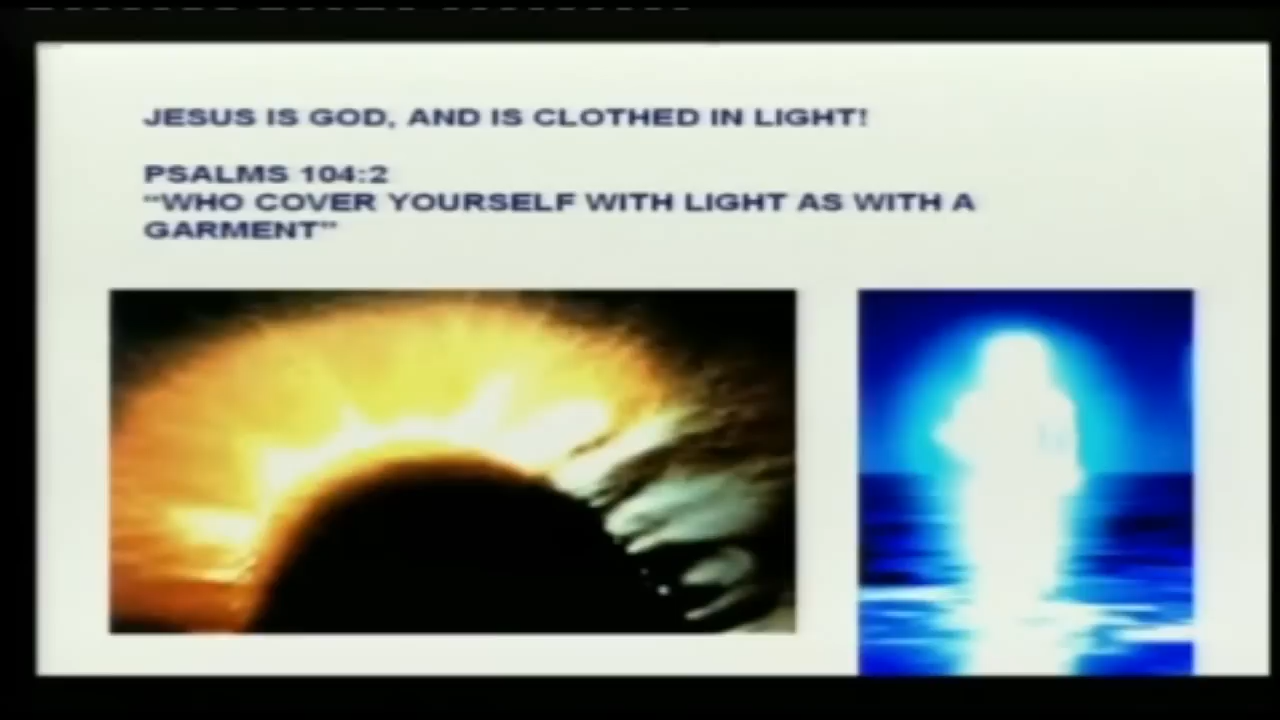 JESUS IS GOD, AND IS CLOTHED IN LIGHT!
PSALMS 104:2
“WHO COVER YOURSELF WITH LIGHT AS WITH A
GARMENT”